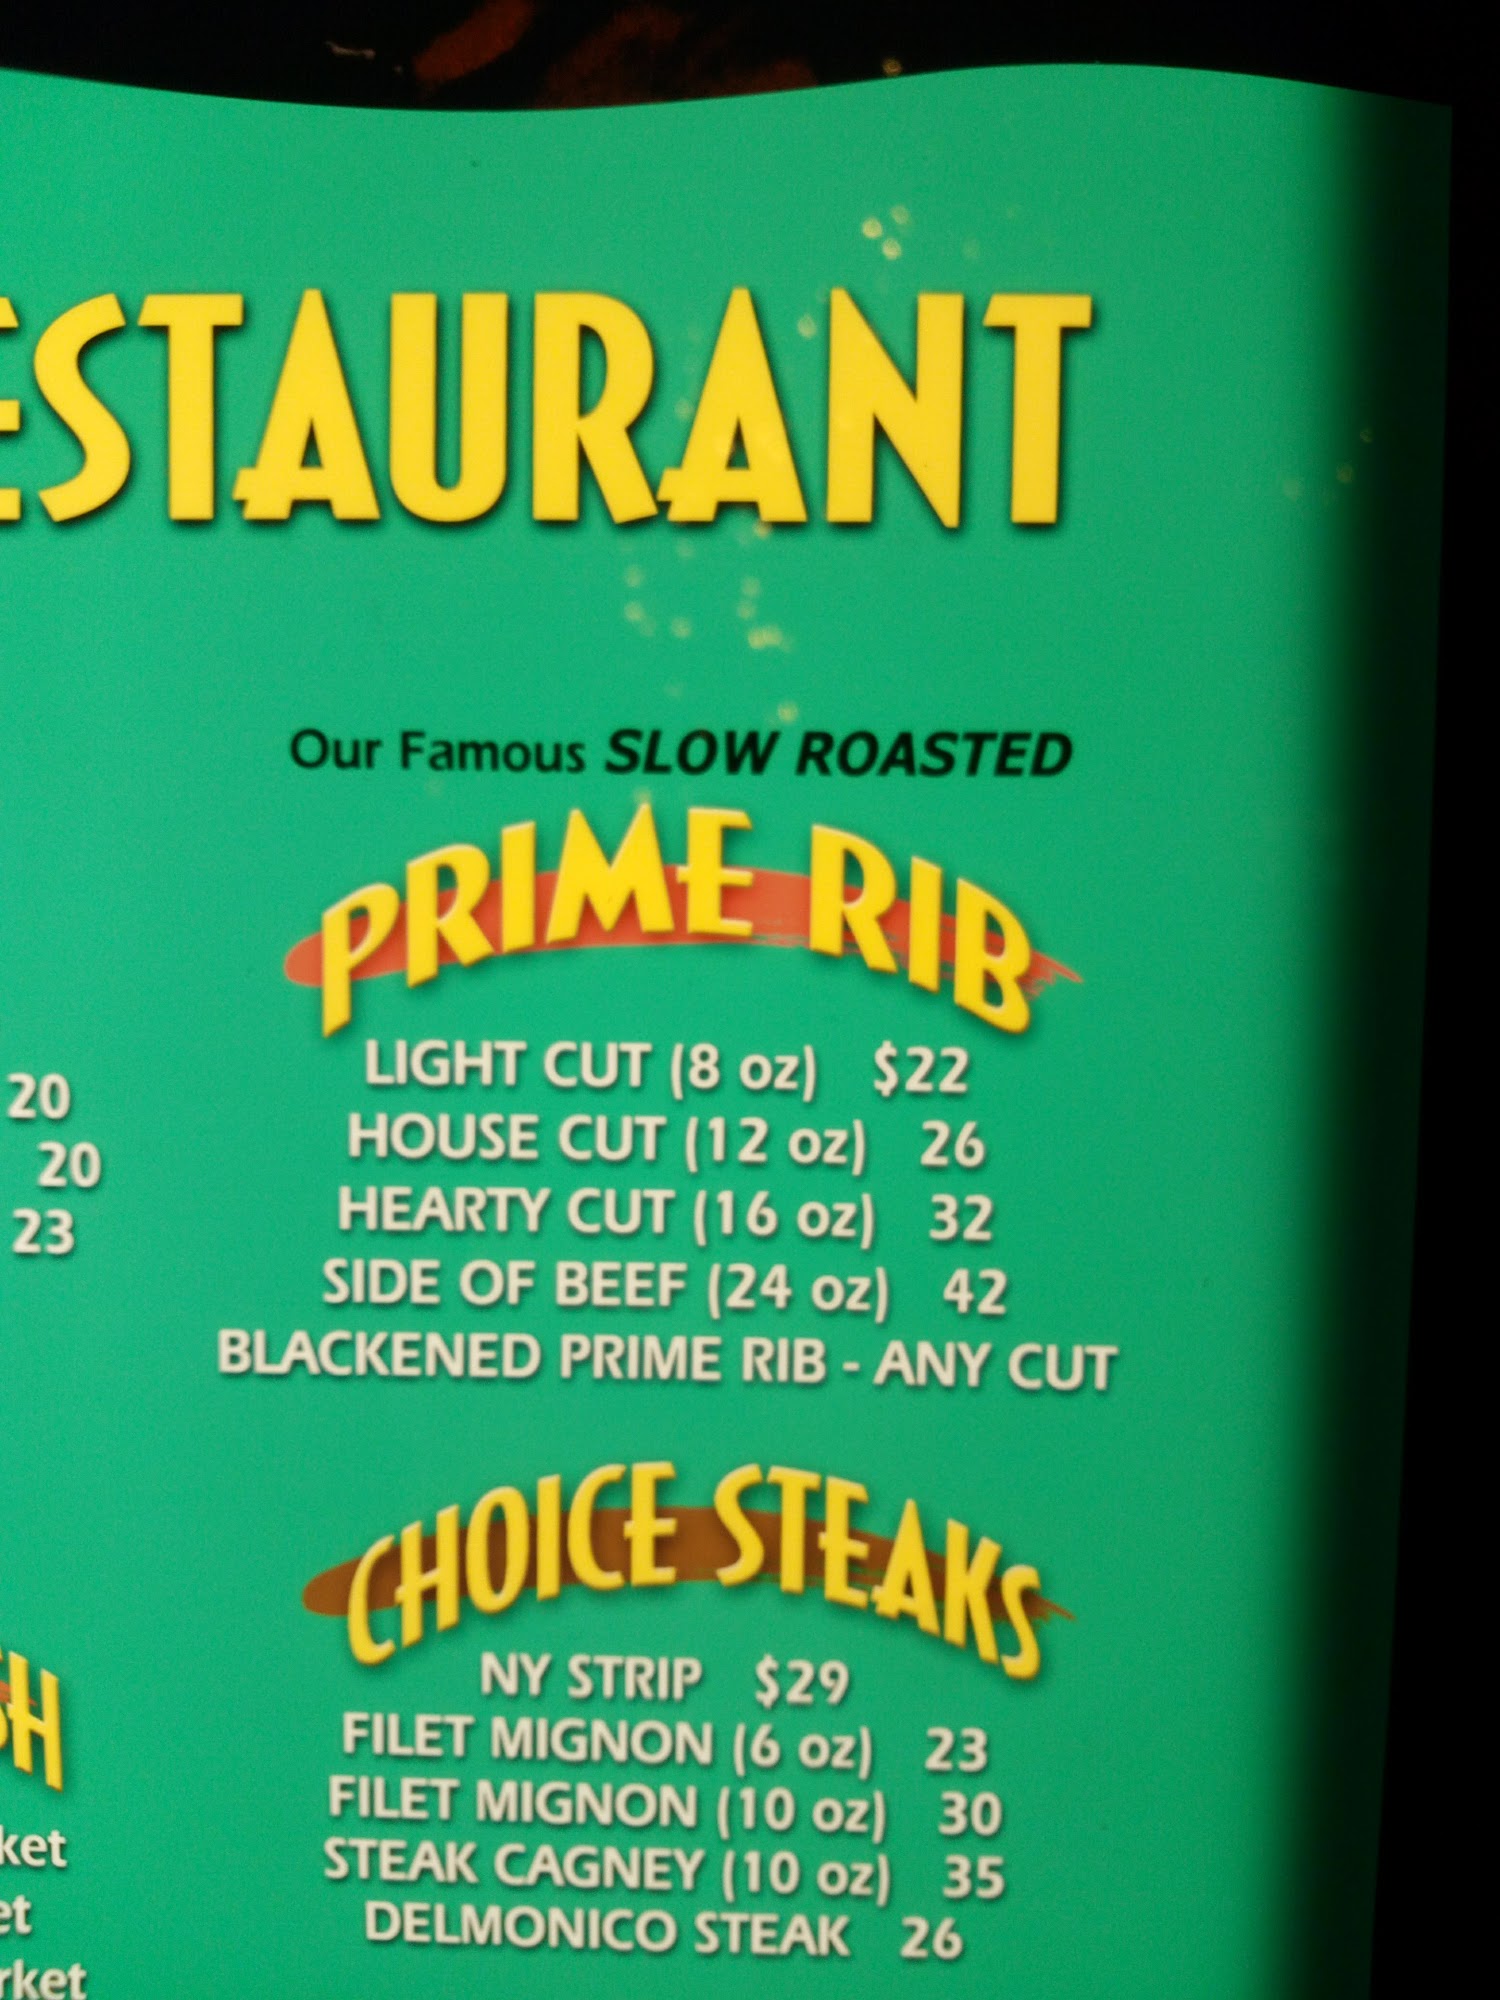 RESTAURANT
Our Famous SLOW ROASTED
PRIME RIB
LIGHT CUT (8 oz) $22
HOUSE CUT (12 oz) 26
HEARTY CUT (16 oz) 32
SIDE OF BEEF (24 oz) 42
BLACKENED PRIME RIB - ANY CUT
CHOICE STEAKS
NY STRIP $29
FILET MIGNON (6 oz) 23
FILET MIGNON (10 oz) 30
STEAK CAGNEY (10 oz) 35
DELMONICO STEAK 26
20
20
23